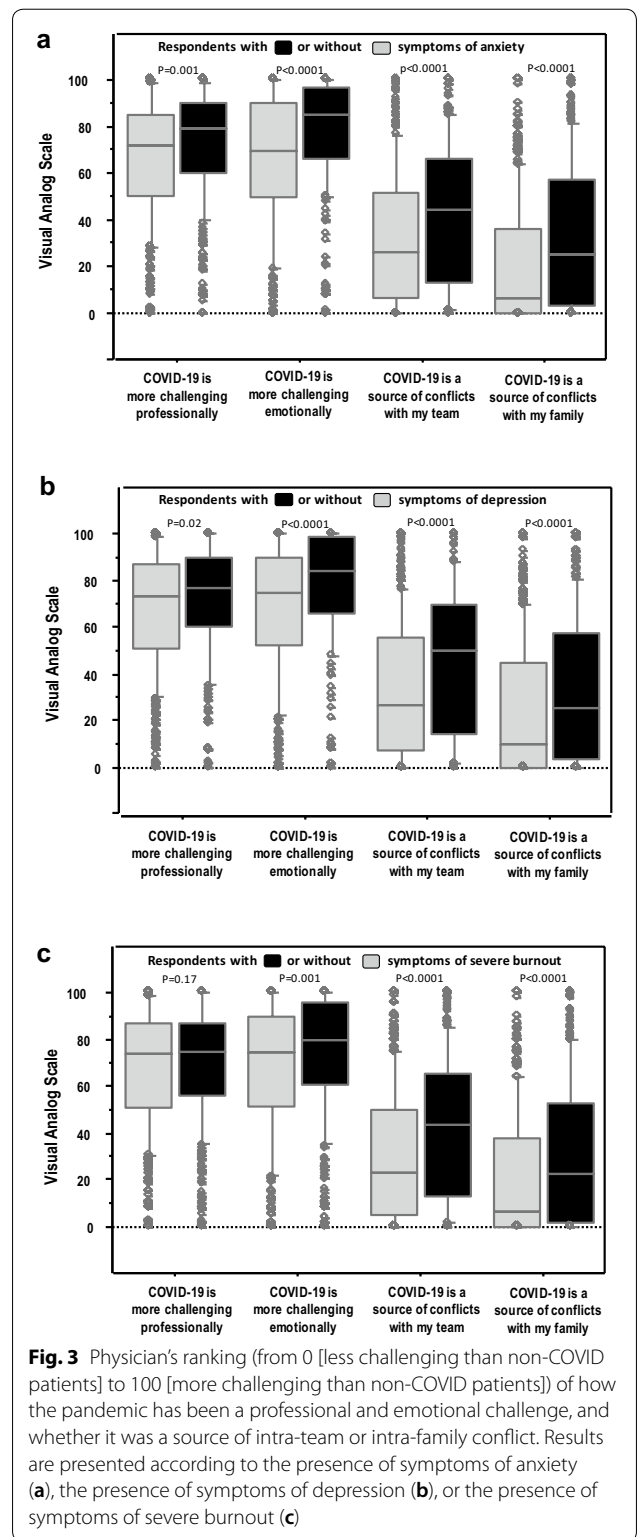 a
Respondents with or without symptoms of anxiety
P=0.001 P<0.0001 p<0.0001 P<0.0001
Visual Analog Scale
100
80
60
40
20
0
COVID-19 is more challenging professionally
COVID-19 is more challenging emotionally
COVID-19 is a source of conflicts with my team
COVID-19 is a source of conflicts with my family
b
Respondents with or without symptoms of depression
P=0.02 P<0.0001 P<0.0001 P<0.0001
Visual Analog Scale
100
80
60
40
20
0
COVID-19 is more challenging professionally
COVID-19 is more challenging emotionally
COVID-19 is a source of conflicts with my team
COVID-19 is a source of conflicts with my family
c
Respondents with or without symptoms of severe burnout
P=0.17 P=0.001 P<0.0001 P<0.0001
Visual Analog Scale
100
80
60
40
20
0
COVID-19 is more challenging professionally
COVID-19 is more challenging emotionally
COVID-19 is a source of conflicts with my team
COVID-19 is a source of conflicts with my family
Fig. 3 Physician's ranking (from 0 [less challenging than non-COVID
patients] to 100 [more challenging than non-COVID patients]) of how
the pandemic has been a professional and emotional challenge, and
whether it was a source of intra-team or intra-family conflict. Results
are presented according to the presence of symptoms of anxiety
(a), the presence of symptoms of depression (b), or the presence of
symptoms of severe burnout (c)